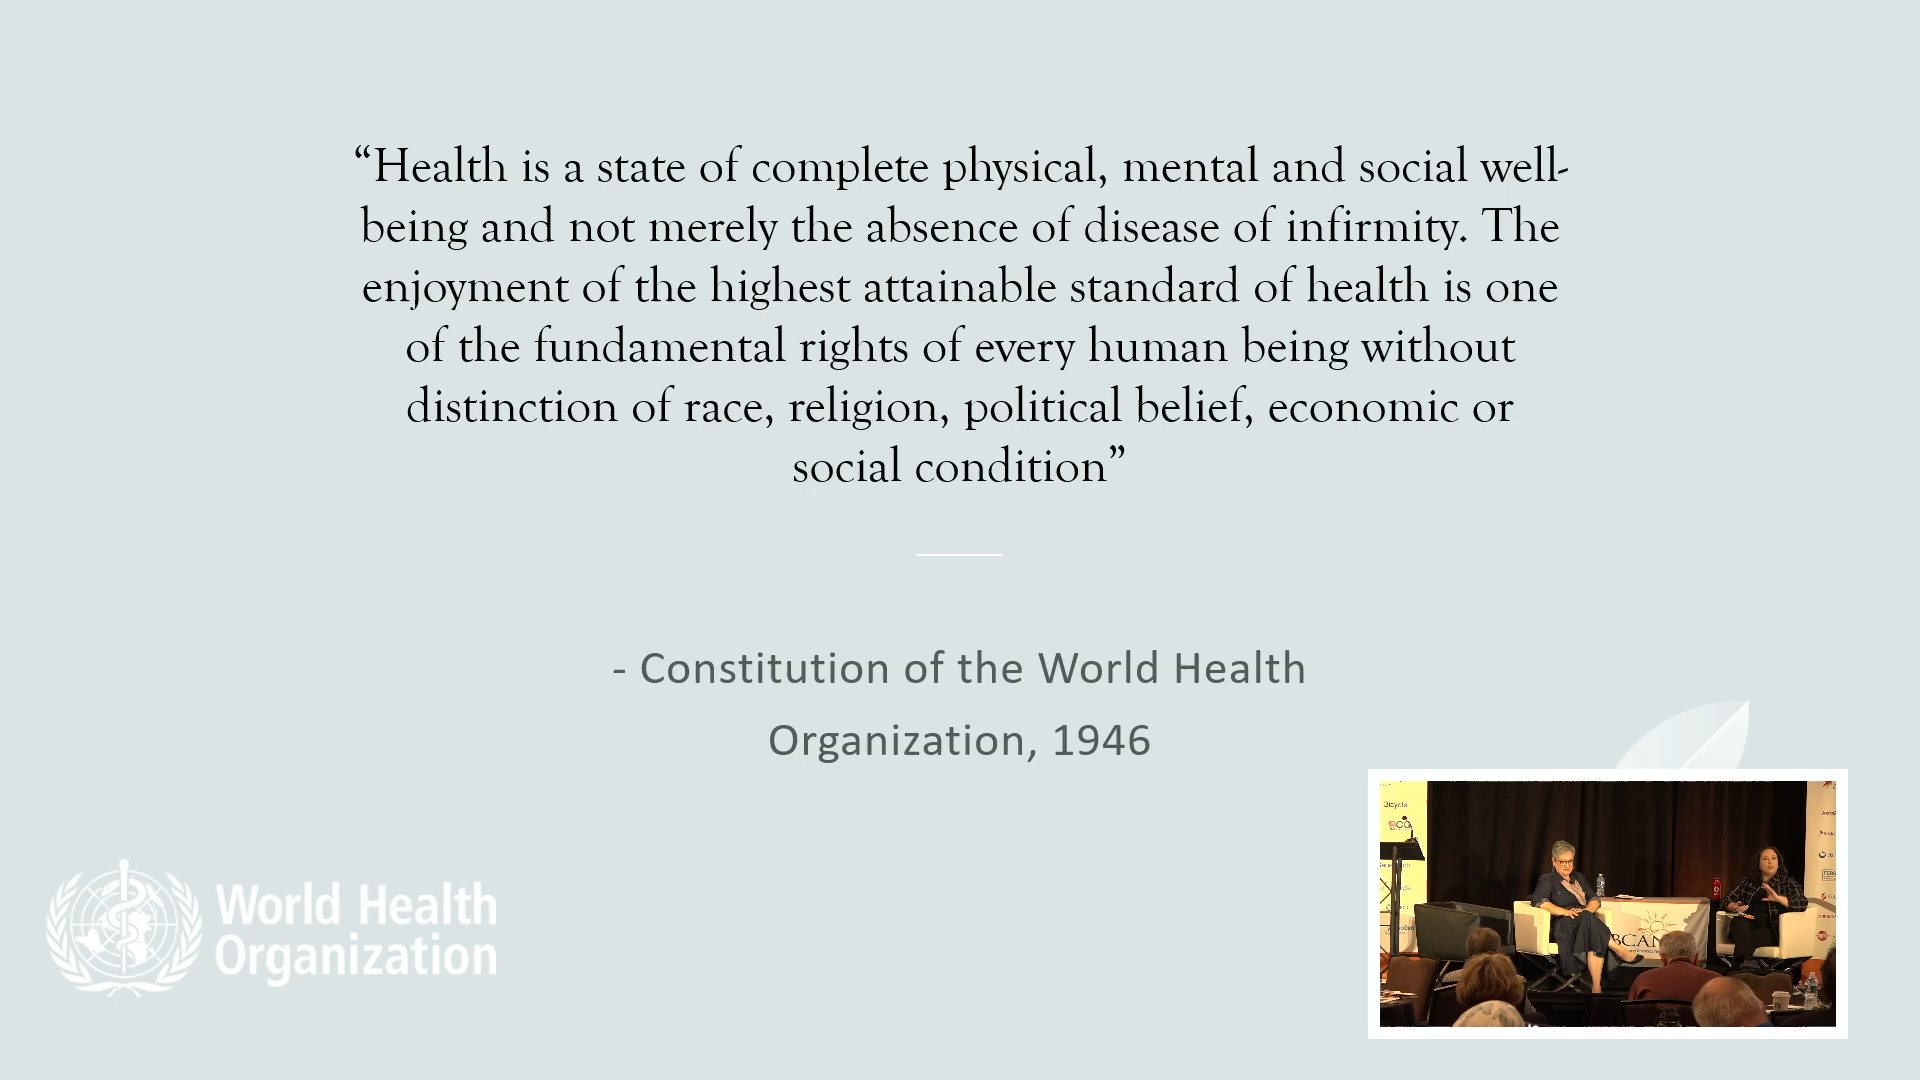 “Health is a state of complete physical, mental and social well-
being and not merely the absence of disease of infirmity. The
enjoyment of the highest attainable standard of health is one
of the fundamental rights of every human being without
distinction of race, religion, political belief, economic or
social condition”
- Constitution of the World Health
Organization, 1946
World Health
Organization
Bicycle
CG
BCAN